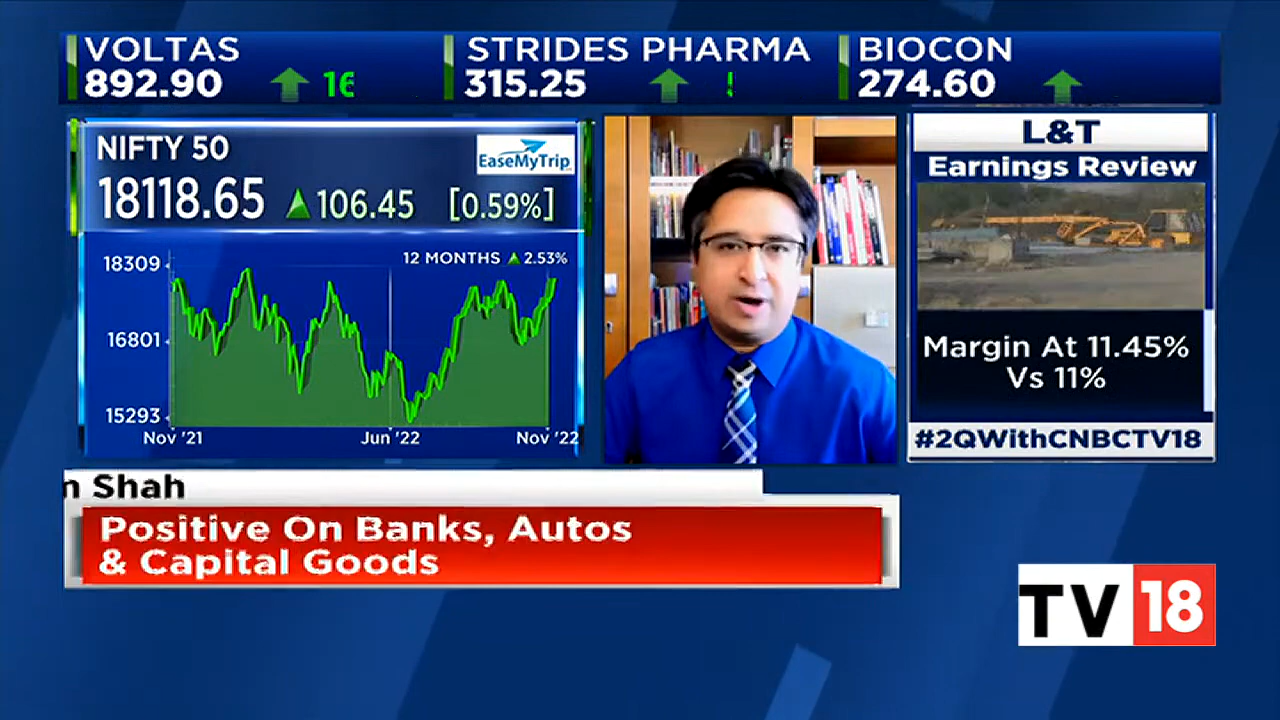 VOLTAS
892.90
STRIDES PHARMA
315.25
BIOCON
274.60
NIFTY 50
EaseMyTrip
18118.65 106.45 [0.59%]
12 MONTHS 2.53%
18309
16801
15293
Nov '21 Jun '22 Nov '22
L&T
Earnings Review
Margin At 11.45%
Vs 11%
#2QWithCNBCTV18
Shah
Positive On Banks, Autos
& Capital Goods
TV18